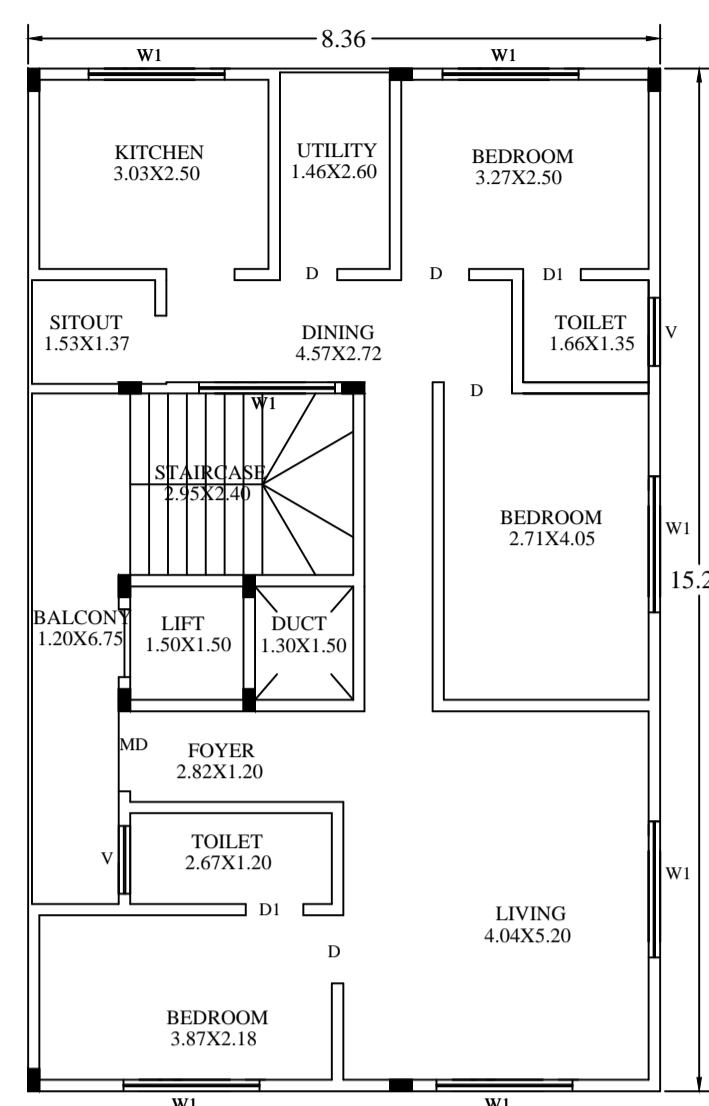 8.36
W1
W1
KITCHEN
3.03X2.50
UTILITY
1.46X2.60
BEDROOM
3.27X2.50
D
D
D1
SITOUT
1.53X1.37
DINING
4.57X2.72
TOILET
1.66X1.35
V
D
W1
STAIRCASE
2.95X2.40
BEDROOM
2.71X4.05
W1
15.2
BALCONY
1.20X6.75
LIFT
1.50X1.50
DUCT
1.30X1.50
MD
FOYER
2.82X1.20
TOILET
2.67X1.20
V
W1
D1
LIVING
4.04X5.20
D
BEDROOM
3.87X2.18
W1
W1